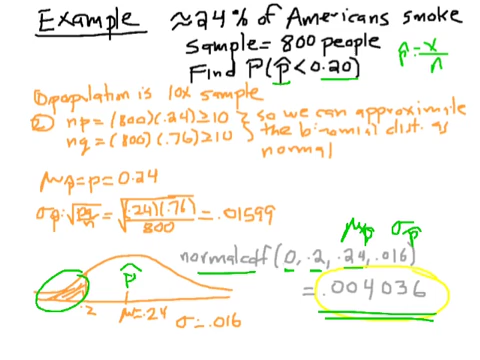 Example ≈24% of Americans smoke
Sample = 800 people
Find P(p̂<0.20) p̂ = x/n
① population is 10x sample
② np=(800)(.24)≥10 } so we can approximate
nq=(800)(.76)≥10 } the binomial dist. as
normal
μp̂=p=0.24
σp̂=√(pq/n) = √((.24)(.76)/800) = .01599
μp̂ σp̂
normalcdf(0, .2, .24, .016)
= .004036
p̂
.2 μ=.24 σ=.016